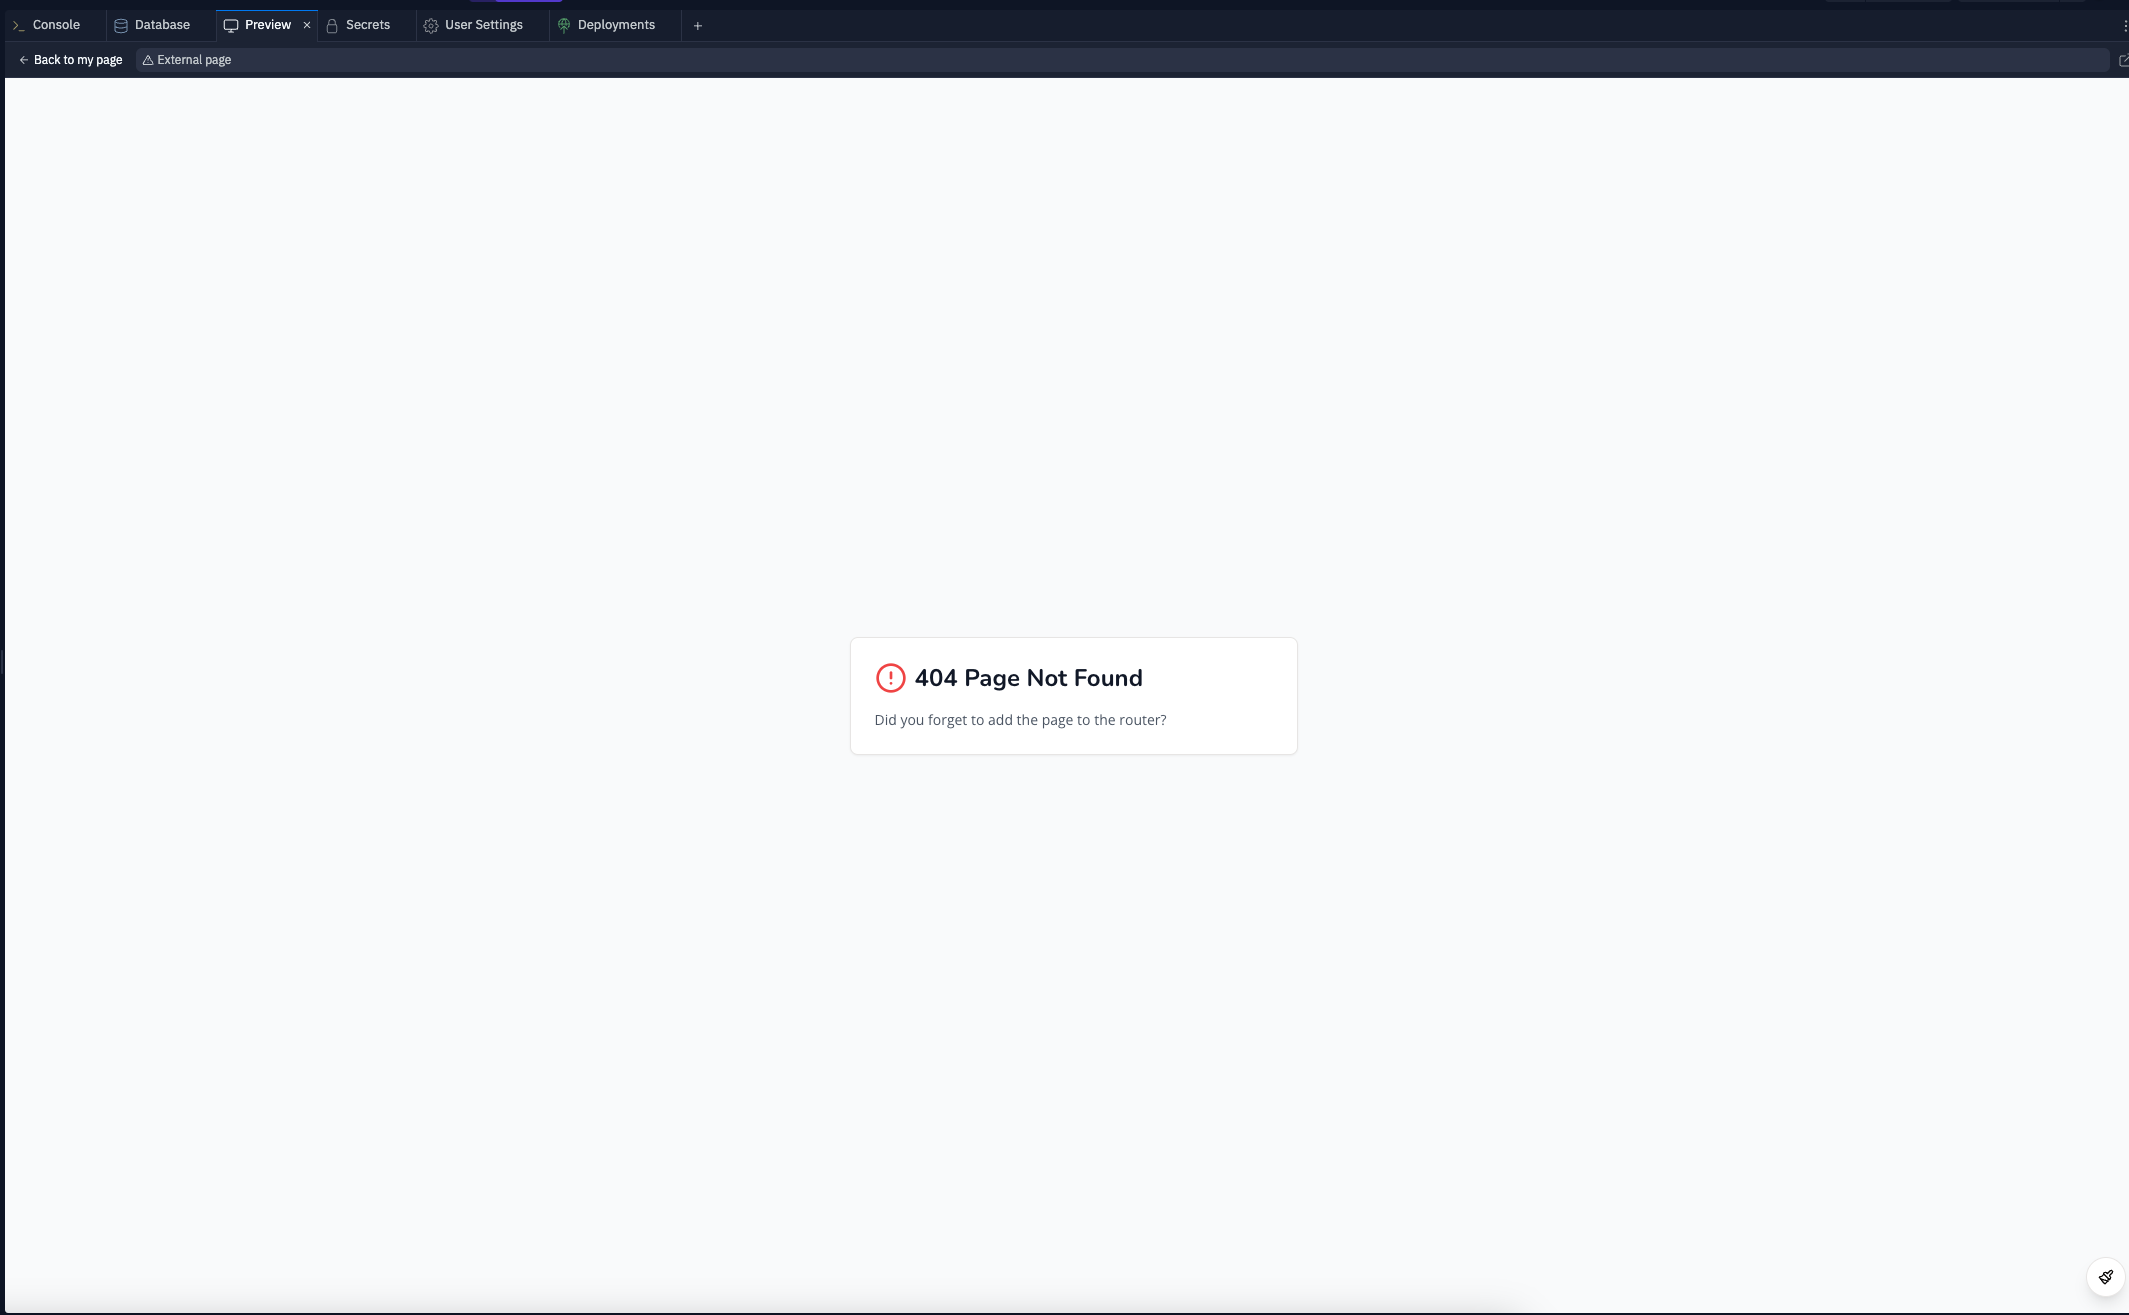 Console
Database
Preview
Secrets
User Settings
Deployments
Back to my page
External page
404 Page Not Found
Did you forget to add the page to the router?